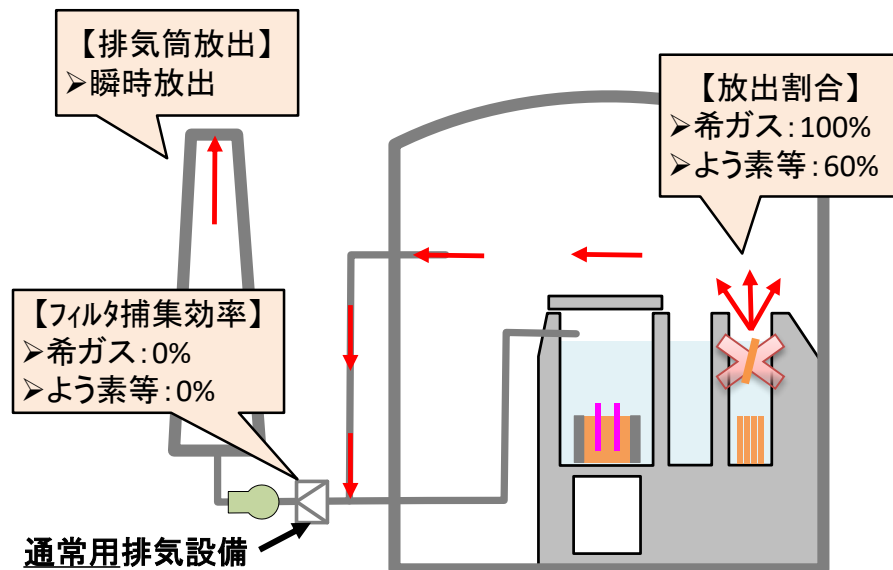 【排気筒放出】
➢瞬時放出
【放出割合】
➢希ガス：100%
➢よう素等：60%
【フィルタ捕集効率】
➢希ガス：0%
➢よう素等：0%
通常用排気設備